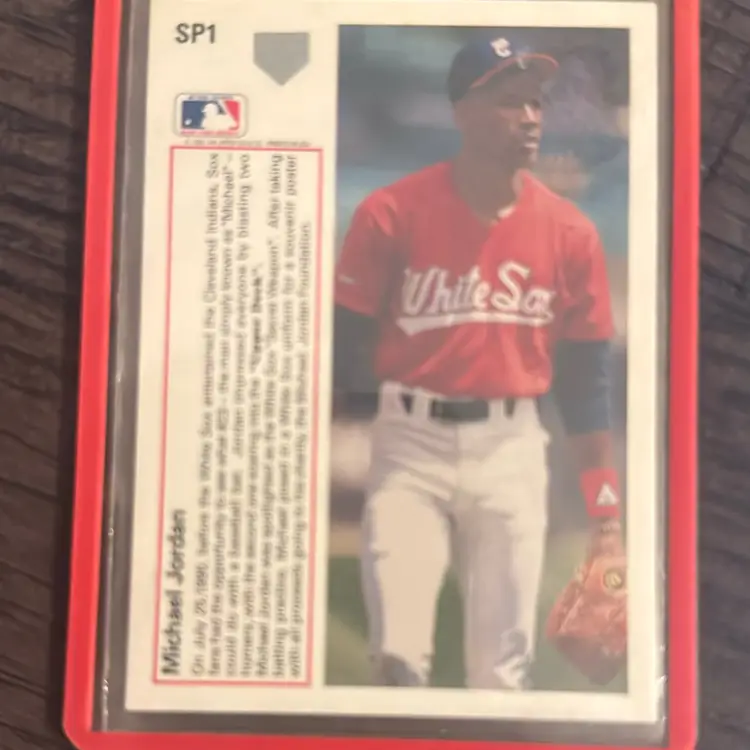 SP1
Michael Jordan
On July 25,1990, before the White Sox entertained the Cleveland Indians, Sox
fans had the opportunity to see what #23 – the man simply known as "Michael" –
could do with a baseball bat. Jordan impressed everyone by blasting two
homers, with the second one soaring into the "Upper Deck".
Michael Jordan was spotlighted as the White Sox "Secret Weapon". After taking
batting practice, Michael posed in a White Sox uniform for a souvenir poster
with all proceeds going to his charity, the Michael Jordan Foundation.
White Sox